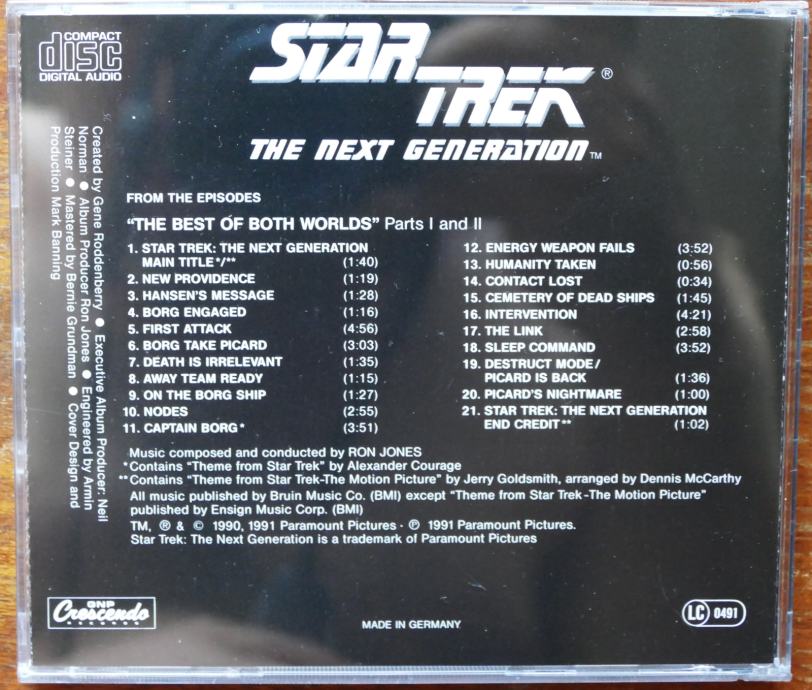 COMPACT
disc
DIGITAL AUDIO
STAR
TREK®
THE NEXT GENERATION™
Created by Gene Roddenberry ● Executive Album Producer: Neil
Norman ● Album Producer Ron Jones ● Engineered by Armin
Steiner ● Mastered by Bernie Grundman ● Cover Design and
Production Mark Banning
FROM THE EPISODES
“THE BEST OF BOTH WORLDS” Parts I and II
1. STAR TREK: THE NEXT GENERATION
MAIN TITLE*/** (1:40)
2. NEW PROVIDENCE (1:19)
3. HANSEN'S MESSAGE (1:28)
4. BORG ENGAGED (1:16)
5. FIRST ATTACK (4:56)
6. BORG TAKE PICARD (3:03)
7. DEATH IS IRRELEVANT (1:35)
8. AWAY TEAM READY (1:15)
9. ON THE BORG SHIP (1:27)
10. NODES (2:55)
11. CAPTAIN BORG* (3:51)
12. ENERGY WEAPON FAILS (3:52)
13. HUMANITY TAKEN (0:56)
14. CONTACT LOST (0:34)
15. CEMETERY OF DEAD SHIPS (1:45)
16. INTERVENTION (4:21)
17. THE LINK (2:58)
18. SLEEP COMMAND (3:52)
19. DESTRUCT MODE/
PICARD IS BACK (1:36)
20. PICARD'S NIGHTMARE (1:00)
21. STAR TREK: THE NEXT GENERATION
END CREDIT** (1:02)
Music composed and conducted by RON JONES
*Contains “Theme from Star Trek” by Alexander Courage
**Contains “Theme from Star Trek-The Motion Picture” by Jerry Goldsmith, arranged by Dennis McCarthy
All music published by Bruin Music Co. (BMI) except “Theme from Star Trek-The Motion Picture”
published by Ensign Music Corp. (BMI)
TM, ® & © 1990, 1991 Paramount Pictures · ℗ 1991 Paramount Pictures.
Star Trek: The Next Generation is a trademark of Paramount Pictures
GNP
Crescendo
RECORDS
MADE IN GERMANY
LC 0491